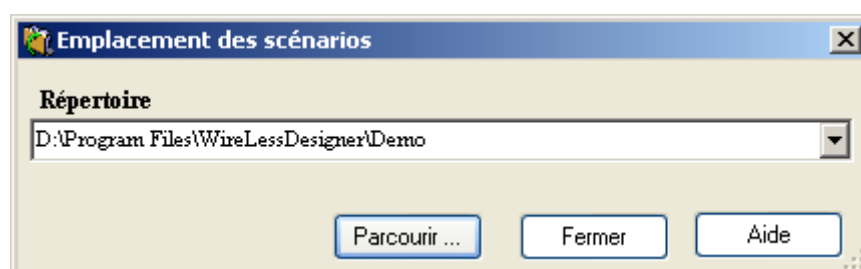 Emplacement des scénarios
Répertoire
D:\Program Files\WireLessDesigner\Demo
Parcourir ... Fermer Aide